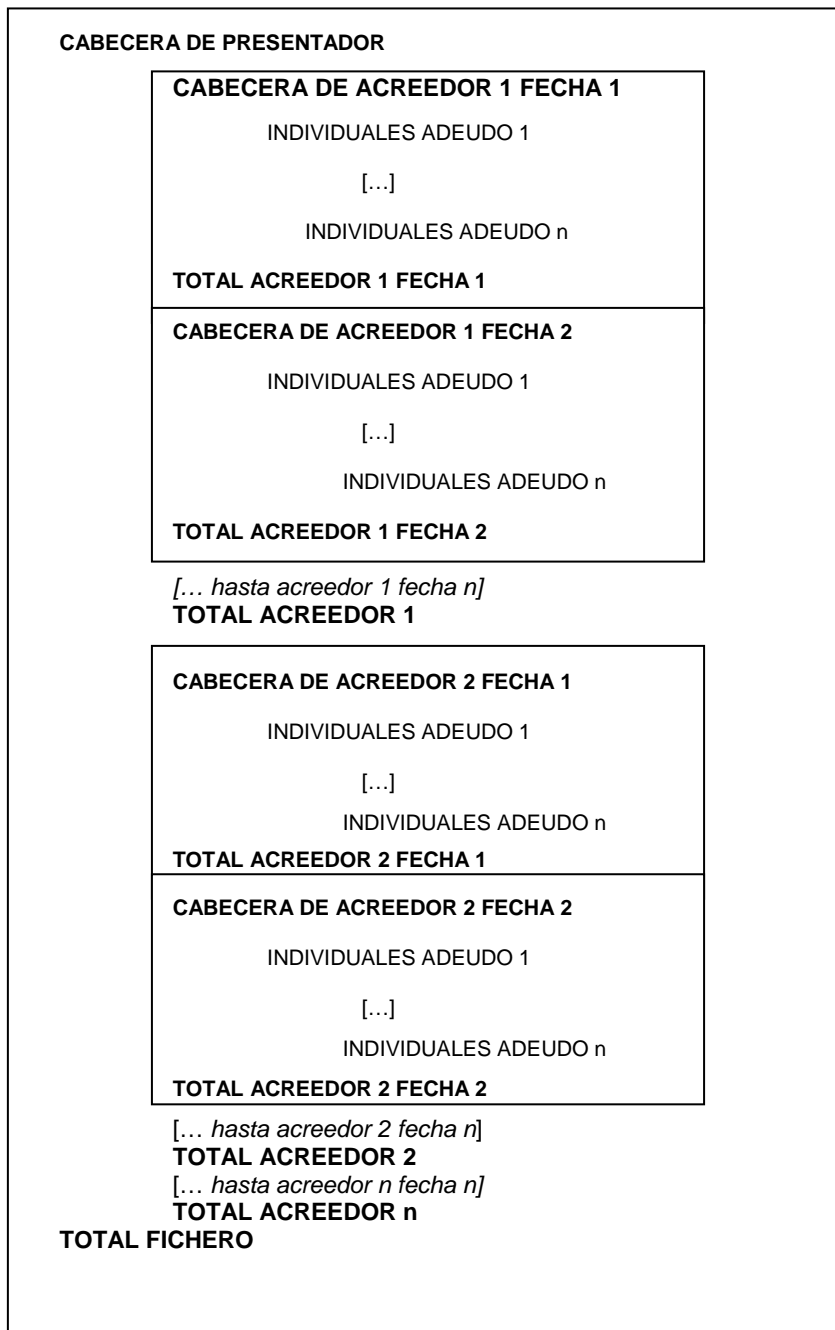 CABECERA DE PRESENTADOR
CABECERA DE ACREEDOR 1 FECHA 1
INDIVIDUALES ADEUDO 1
[…]
INDIVIDUALES ADEUDO n
TOTAL ACREEDOR 1 FECHA 1
CABECERA DE ACREEDOR 1 FECHA 2
INDIVIDUALES ADEUDO 1
[…]
INDIVIDUALES ADEUDO n
TOTAL ACREEDOR 1 FECHA 2
[… hasta acreedor 1 fecha n]
TOTAL ACREEDOR 1
CABECERA DE ACREEDOR 2 FECHA 1
INDIVIDUALES ADEUDO 1
[…]
INDIVIDUALES ADEUDO n
TOTAL ACREEDOR 2 FECHA 1
CABECERA DE ACREEDOR 2 FECHA 2
INDIVIDUALES ADEUDO 1
[…]
INDIVIDUALES ADEUDO n
TOTAL ACREEDOR 2 FECHA 2
[… hasta acreedor 2 fecha n]
TOTAL ACREEDOR 2
[… hasta acreedor n fecha n]
TOTAL ACREEDOR n
TOTAL FICHERO